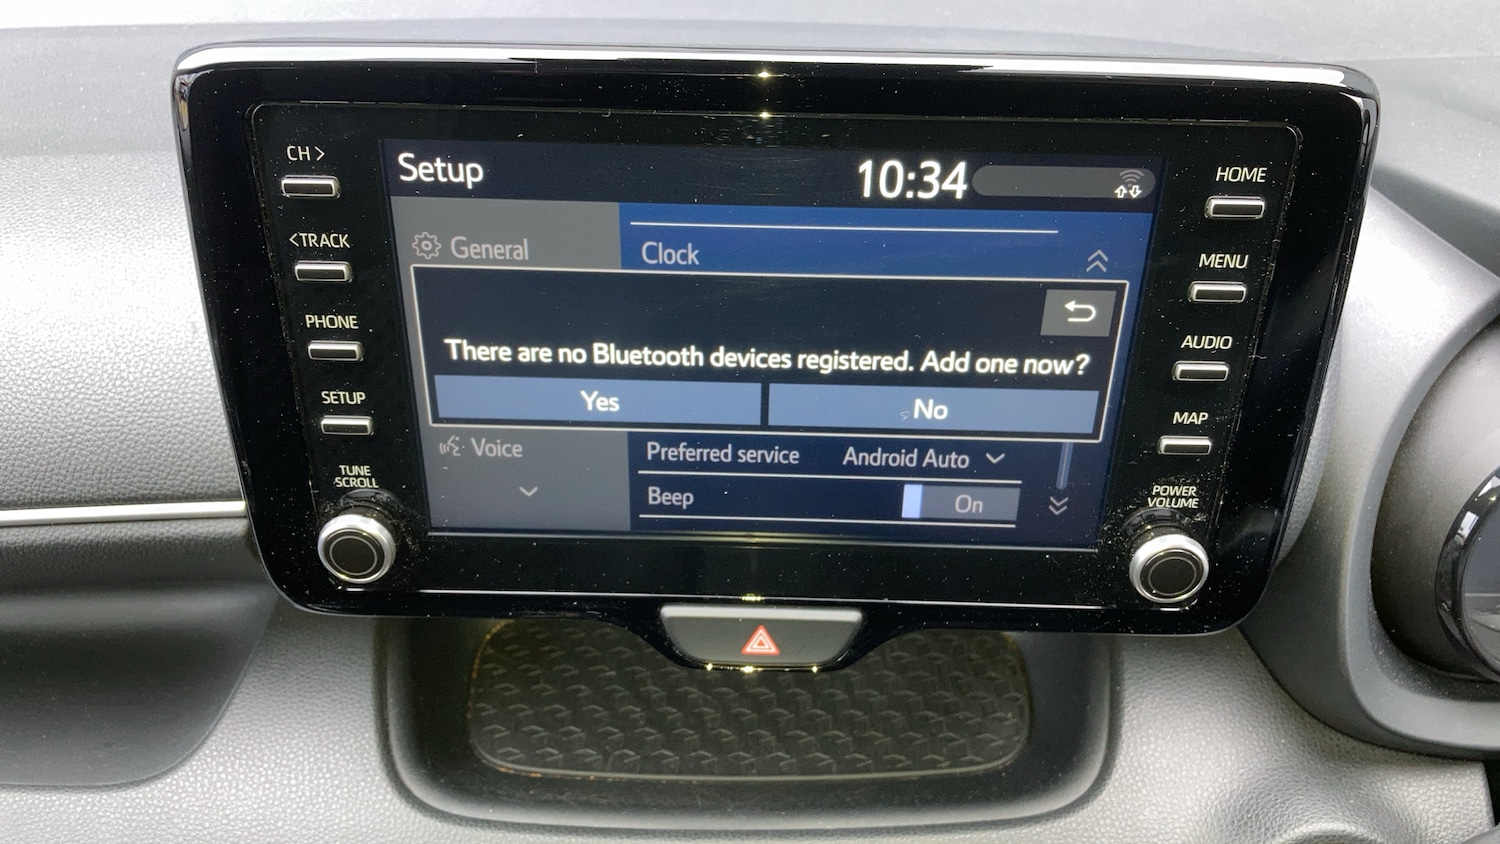 CH >
<TRACK
PHONE
SETUP
TUNE
SCROLL
Setup
10:34
General
Clock
There are no Bluetooth devices registered. Add one now?
Yes
No
Voice
Preferred service
Android Auto
Beep
On
HOME
MENU
AUDIO
MAP
POWER
VOLUME